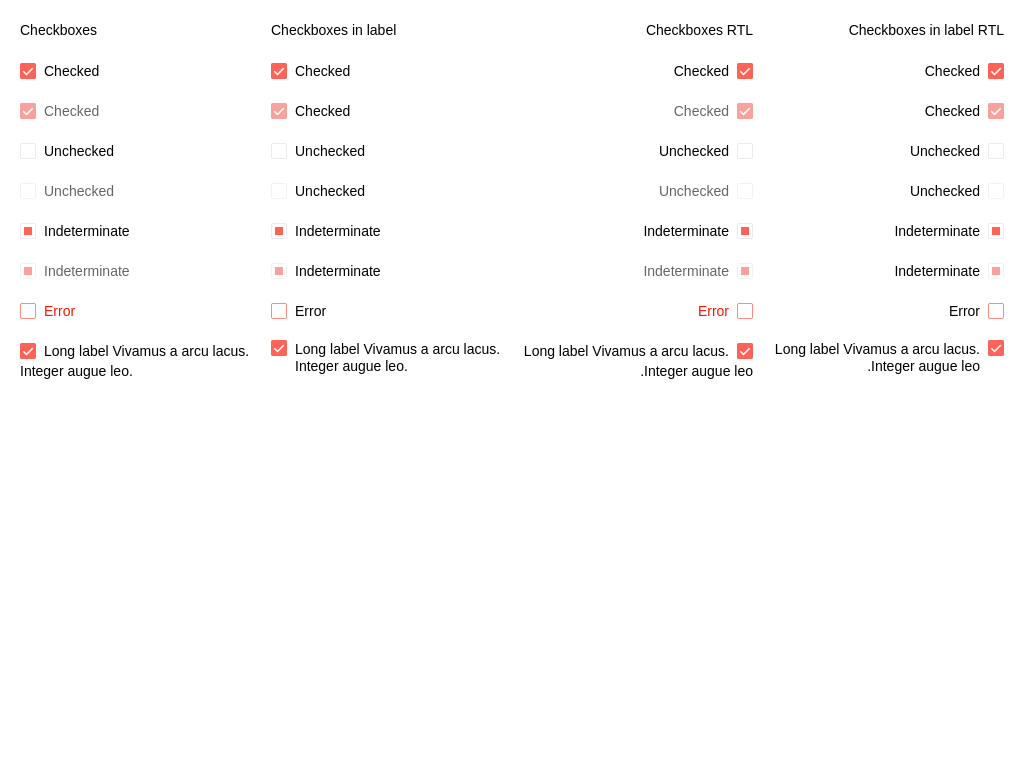 Checkboxes
Checked
Checked
Unchecked
Unchecked
Indeterminate
Indeterminate
Error
Long label Vivamus a arcu lacus.
Integer augue leo.
Checkboxes in label
Checked
Checked
Unchecked
Unchecked
Indeterminate
Indeterminate
Error
Long label Vivamus a arcu lacus.
Integer augue leo.
Checkboxes RTL
Checked
Checked
Unchecked
Unchecked
Indeterminate
Indeterminate
Error
Long label Vivamus a arcu lacus.
.Integer augue leo
Checkboxes in label RTL
Checked
Checked
Unchecked
Unchecked
Indeterminate
Indeterminate
Error
Long label Vivamus a arcu lacus.
.Integer augue leo